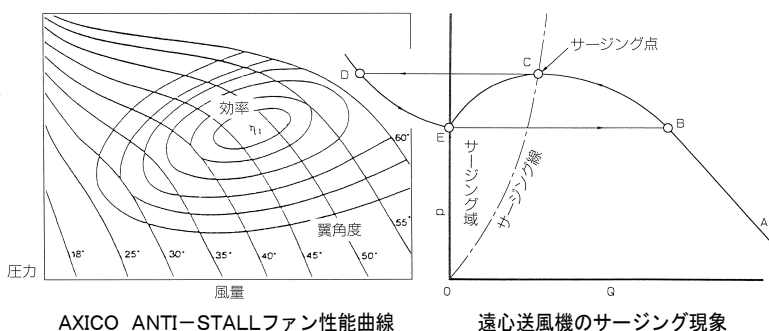 効率
η₁
翼角度
18°
25°
30°
35°
40°
45°
50°
55°
60°
圧力
風量
AXICO ANTI−STALLファン性能曲線
サージング点
D
C
E
B
A
サージング域
サージング線
p
O
Q
遠心送風機のサージング現象